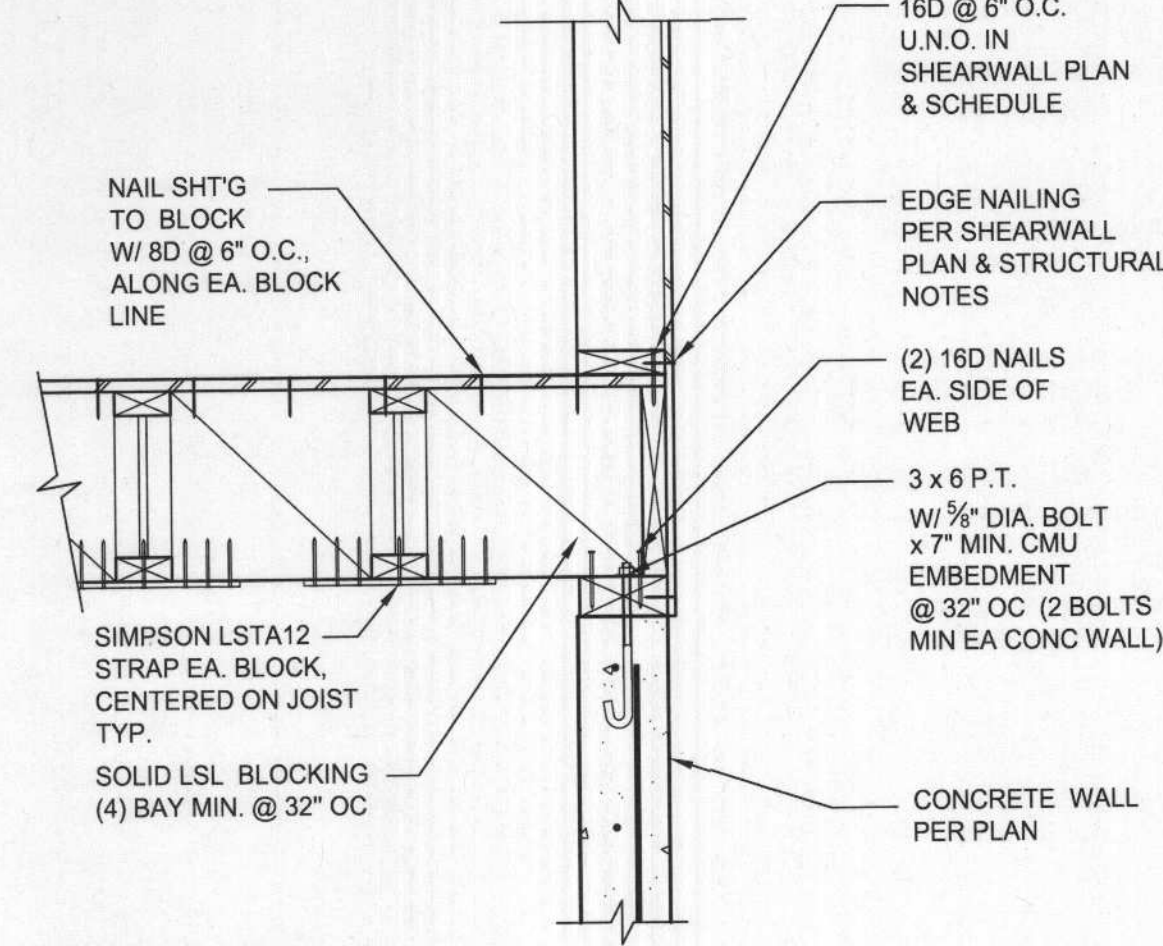 16D @ 6" O.C.
U.N.O. IN
SHEARWALL PLAN
& SCHEDULE
NAIL SHT'G
TO BLOCK
W/ 8D @ 6" O.C.,
ALONG EA. BLOCK
LINE
EDGE NAILING
PER SHEARWALL
PLAN & STRUCTURAL
NOTES
(2) 16D NAILS
EA. SIDE OF
WEB
3 x 6 P.T.
W/ 5/8" DIA. BOLT
x 7" MIN. CMU
EMBEDMENT
@ 32" OC (2 BOLTS
MIN EA CONC WALL)
SIMPSON LSTA12
STRAP EA. BLOCK,
CENTERED ON JOIST
TYP.
SOLID LSL BLOCKING
(4) BAY MIN. @ 32" OC
CONCRETE WALL
PER PLAN